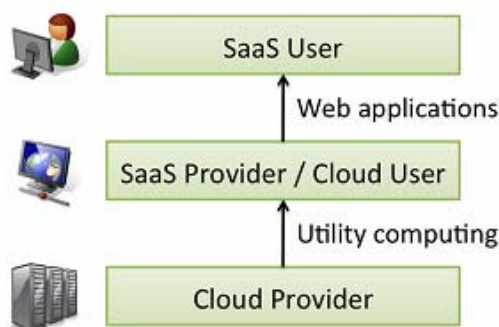 SaaS User
Web applications
SaaS Provider / Cloud User
Utility computing
Cloud Provider